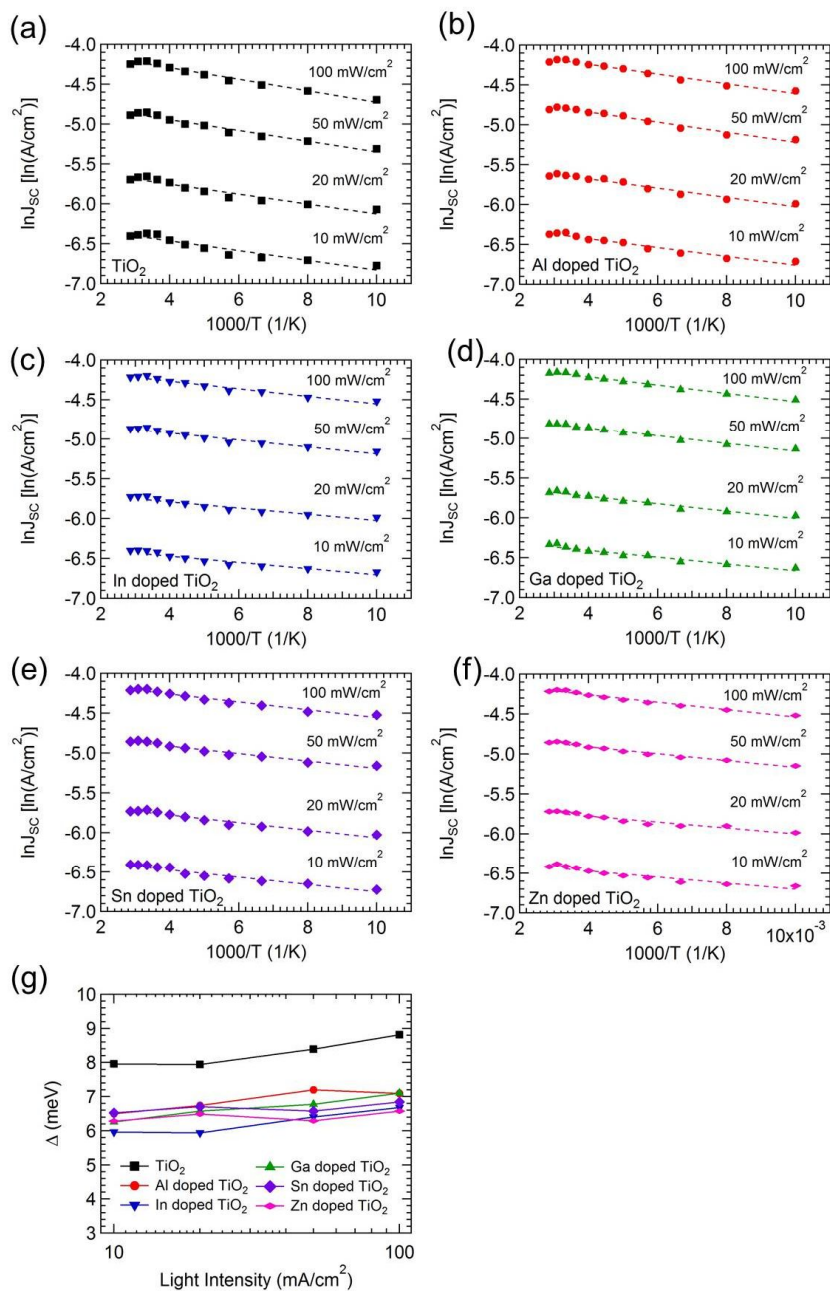 (a)
-4.0
-4.5
-5.0
-5.5
-6.0
-6.5
-7.0
lnJSC [ln(A/cm2)]
100 mW/cm2
50 mW/cm2
20 mW/cm2
10 mW/cm2
TiO2
2 4 6 8 10
1000/T (1/K)
(b)
-4.0
-4.5
-5.0
-5.5
-6.0
-6.5
-7.0
lnJSC [ln(A/cm2)]
100 mW/cm2
50 mW/cm2
20 mW/cm2
10 mW/cm2
Al doped TiO2
2 4 6 8 10
1000/T (1/K)
(c)
-4.0
-4.5
-5.0
-5.5
-6.0
-6.5
-7.0
lnJSC [ln(A/cm2)]
100 mW/cm2
50 mW/cm2
20 mW/cm2
10 mW/cm2
In doped TiO2
2 4 6 8 10
1000/T (1/K)
(d)
-4.0
-4.5
-5.0
-5.5
-6.0
-6.5
-7.0
lnJSC [ln(A/cm2)]
100 mW/cm2
50 mW/cm2
20 mW/cm2
10 mW/cm2
Ga doped TiO2
2 4 6 8 10
1000/T (1/K)
(e)
-4.0
-4.5
-5.0
-5.5
-6.0
-6.5
-7.0
lnJSC [ln(A/cm2)]
100 mW/cm2
50 mW/cm2
20 mW/cm2
10 mW/cm2
Sn doped TiO2
2 4 6 8 10
1000/T (1/K)
(f)
-4.0
-4.5
-5.0
-5.5
-6.0
-6.5
-7.0
lnJSC [ln(A/cm2)]
100 mW/cm2
50 mW/cm2
20 mW/cm2
10 mW/cm2
Zn doped TiO2
2 4 6 8 10x10-3
1000/T (1/K)
(g)
10
9
8
7
6
5
4
3
Δ (meV)
TiO2
Al doped TiO2
In doped TiO2
Ga doped TiO2
Sn doped TiO2
Zn doped TiO2
10 100
Light Intensity (mA/cm2)